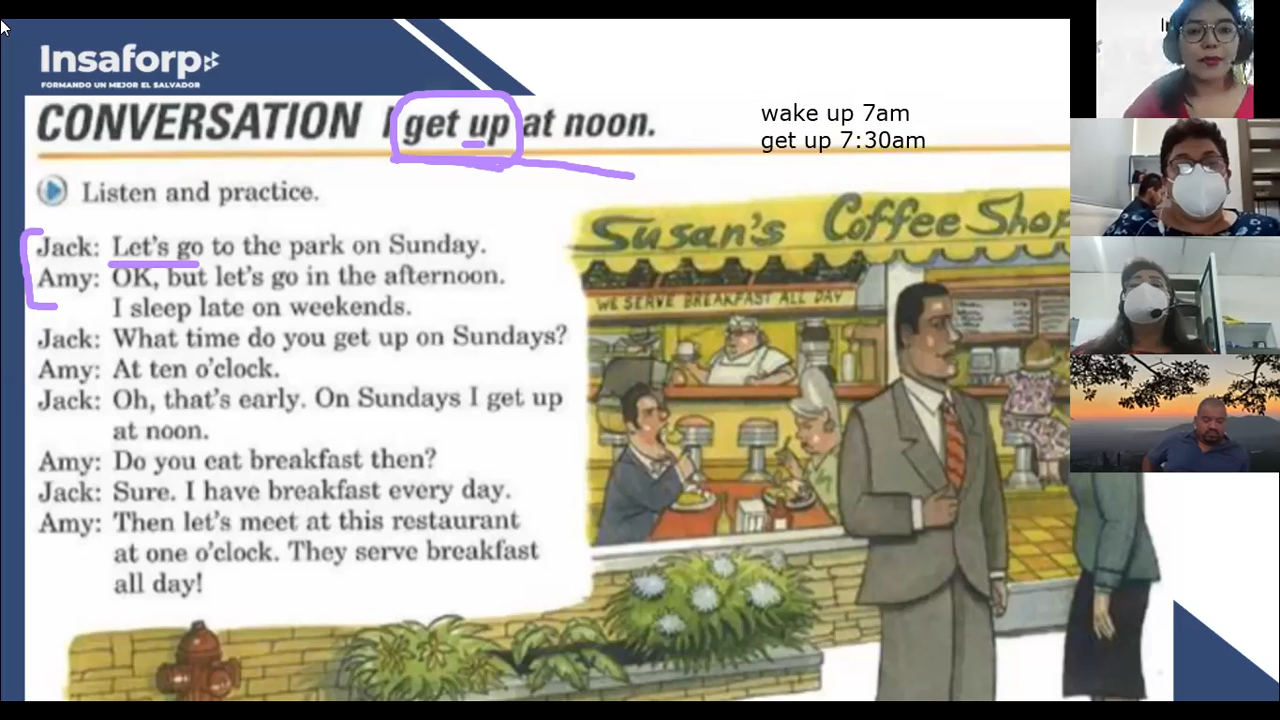 Insaforp
FORMANDO UN MEJOR EL SALVADOR
CONVERSATION I get up at noon.
wake up 7am
get up 7:30am
Listen and practice.
Jack: Let's go to the park on Sunday.
Amy: OK, but let's go in the afternoon.
I sleep late on weekends.
Jack: What time do you get up on Sundays?
Amy: At ten o'clock.
Jack: Oh, that's early. On Sundays I get up
at noon.
Amy: Do you eat breakfast then?
Jack: Sure. I have breakfast every day.
Amy: Then let's meet at this restaurant
at one o'clock. They serve breakfast
all day!
Susan's Coffee Shop
WE SERVE BREAKFAST ALL DAY